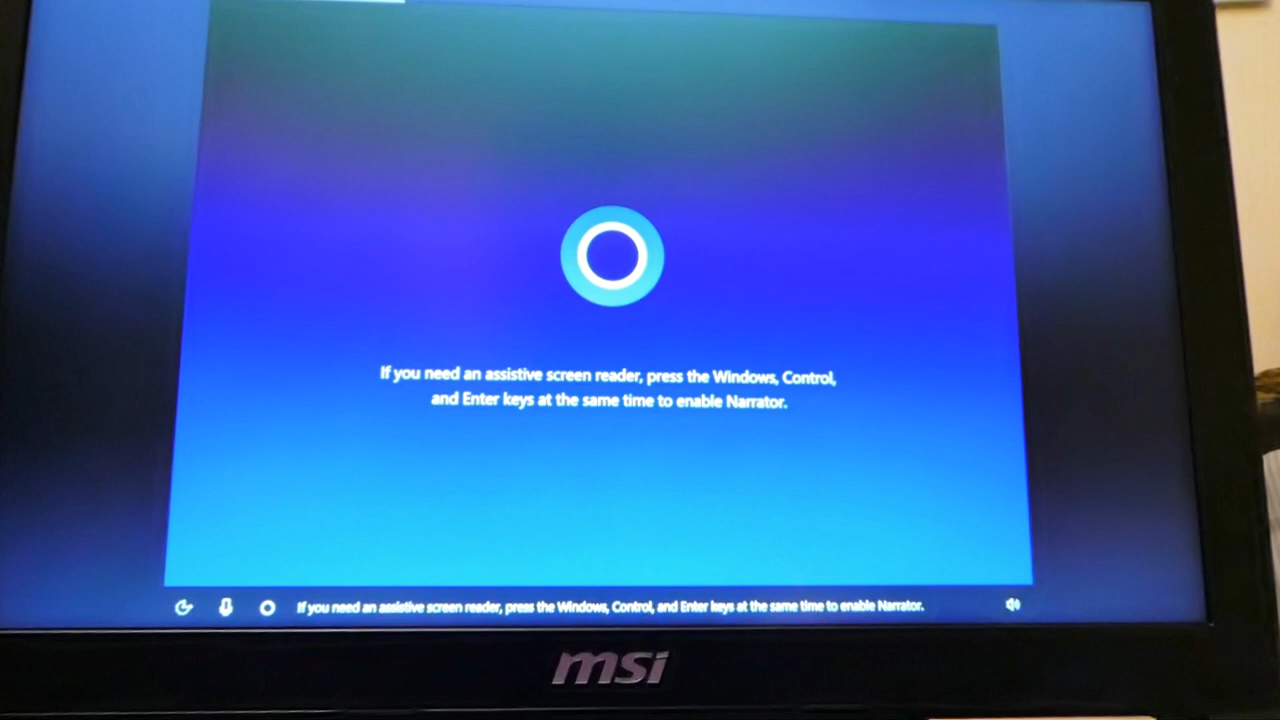 If you need an assistive screen reader, press the Windows, Control,
and Enter keys at the same time to enable Narrator.
If you need an assistive screen reader, press the Windows, Control, and Enter keys at the same time to enable Narrator.
msi